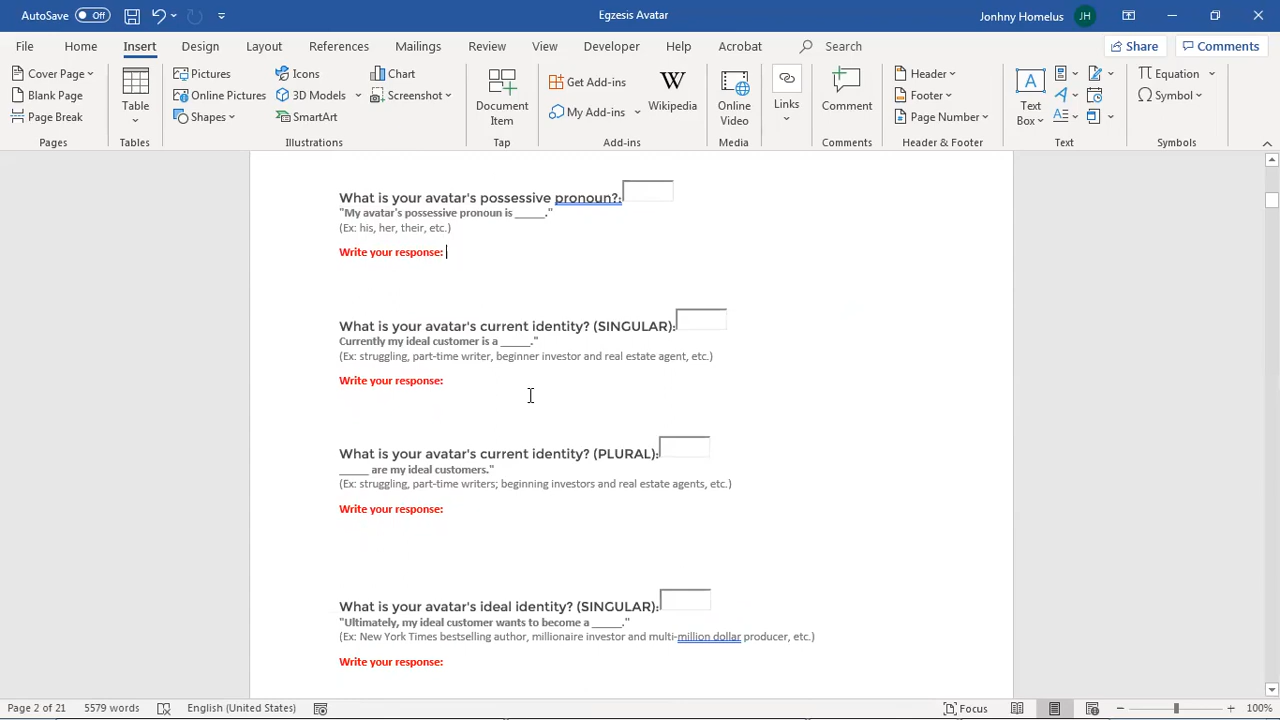 AutoSave Off Egzesis Avatar Jonhny Homelus JH
File Home Insert Design Layout References Mailings Review View Developer Help Acrobat Search Share Comments
Cover Page
Blank Page
Page Break
Pages
Table
Tables
Pictures Icons Chart
Online Pictures 3D Models Screenshot
Shapes SmartArt
Illustrations
Document Item
Tap
Get Add-ins
My Add-ins
Wikipedia
Add-ins
Online Video
Media
Links
Comment
Comments
Header
Footer
Page Number
Header & Footer
Text Box
Text
Equation
Symbol
Symbols
What is your avatar's possessive pronoun?:
"My avatar's possessive pronoun is _____."
(Ex: his, her, their, etc.)
Write your response:
What is your avatar's current identity? (SINGULAR):
Currently my ideal customer is a _____."
(Ex: struggling, part-time writer, beginner investor and real estate agent, etc.)
Write your response:
What is your avatar's current identity? (PLURAL):
_____ are my ideal customers."
(Ex: struggling, part-time writers; beginning investors and real estate agents, etc.)
Write your response:
What is your avatar's ideal identity? (SINGULAR):
"Ultimately, my ideal customer wants to become a _____."
(Ex: New York Times bestselling author, millionaire investor and multi-million dollar producer, etc.)
Write your response:
Page 2 of 21 5579 words English (United States) Focus 100%